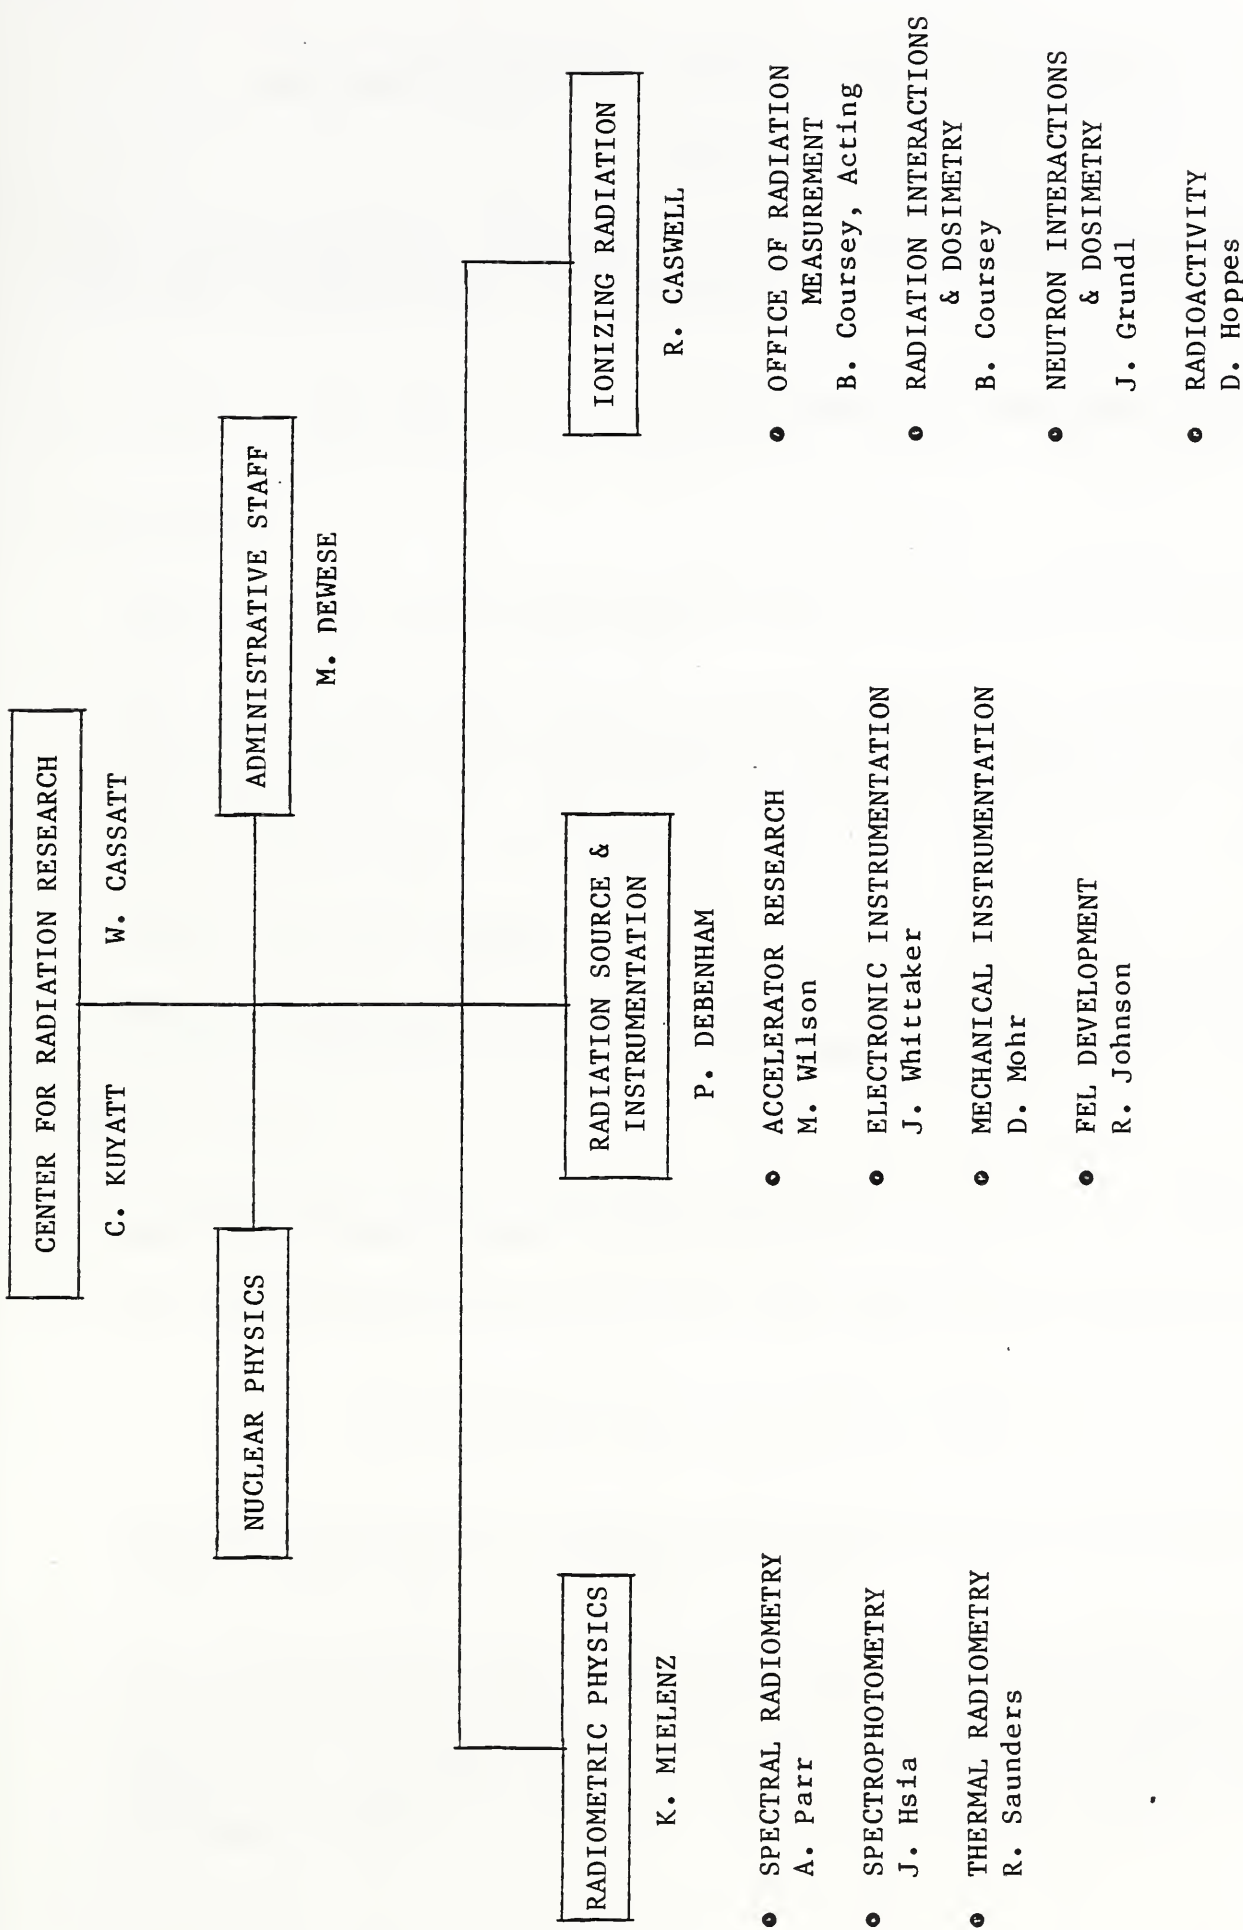 CENTER FOR RADIATION RESEARCH
C. KUYATT W. CASSATT
NUCLEAR PHYSICS
ADMINISTRATIVE STAFF
M. DEWESE
RADIOMETRIC PHYSICS
K. MIELENZ
• SPECTRAL RADIOMETRY
A. Parr
• SPECTROPHOTOMETRY
J. Hsia
• THERMAL RADIOMETRY
R. Saunders
RADIATION SOURCE &
INSTRUMENTATION
P. DEBENHAM
• ACCELERATOR RESEARCH
M. Wilson
• ELECTRONIC INSTRUMENTATION
J. Whittaker
• MECHANICAL INSTRUMENTATION
D. Mohr
• FEL DEVELOPMENT
R. Johnson
IONIZING RADIATION
R. CASWELL
• OFFICE OF RADIATION
MEASUREMENT
B. Coursey, Acting
• RADIATION INTERACTIONS
& DOSIMETRY
B. Coursey
• NEUTRON INTERACTIONS
& DOSIMETRY
J. Grundl
• RADIOACTIVITY
D. Hoppes